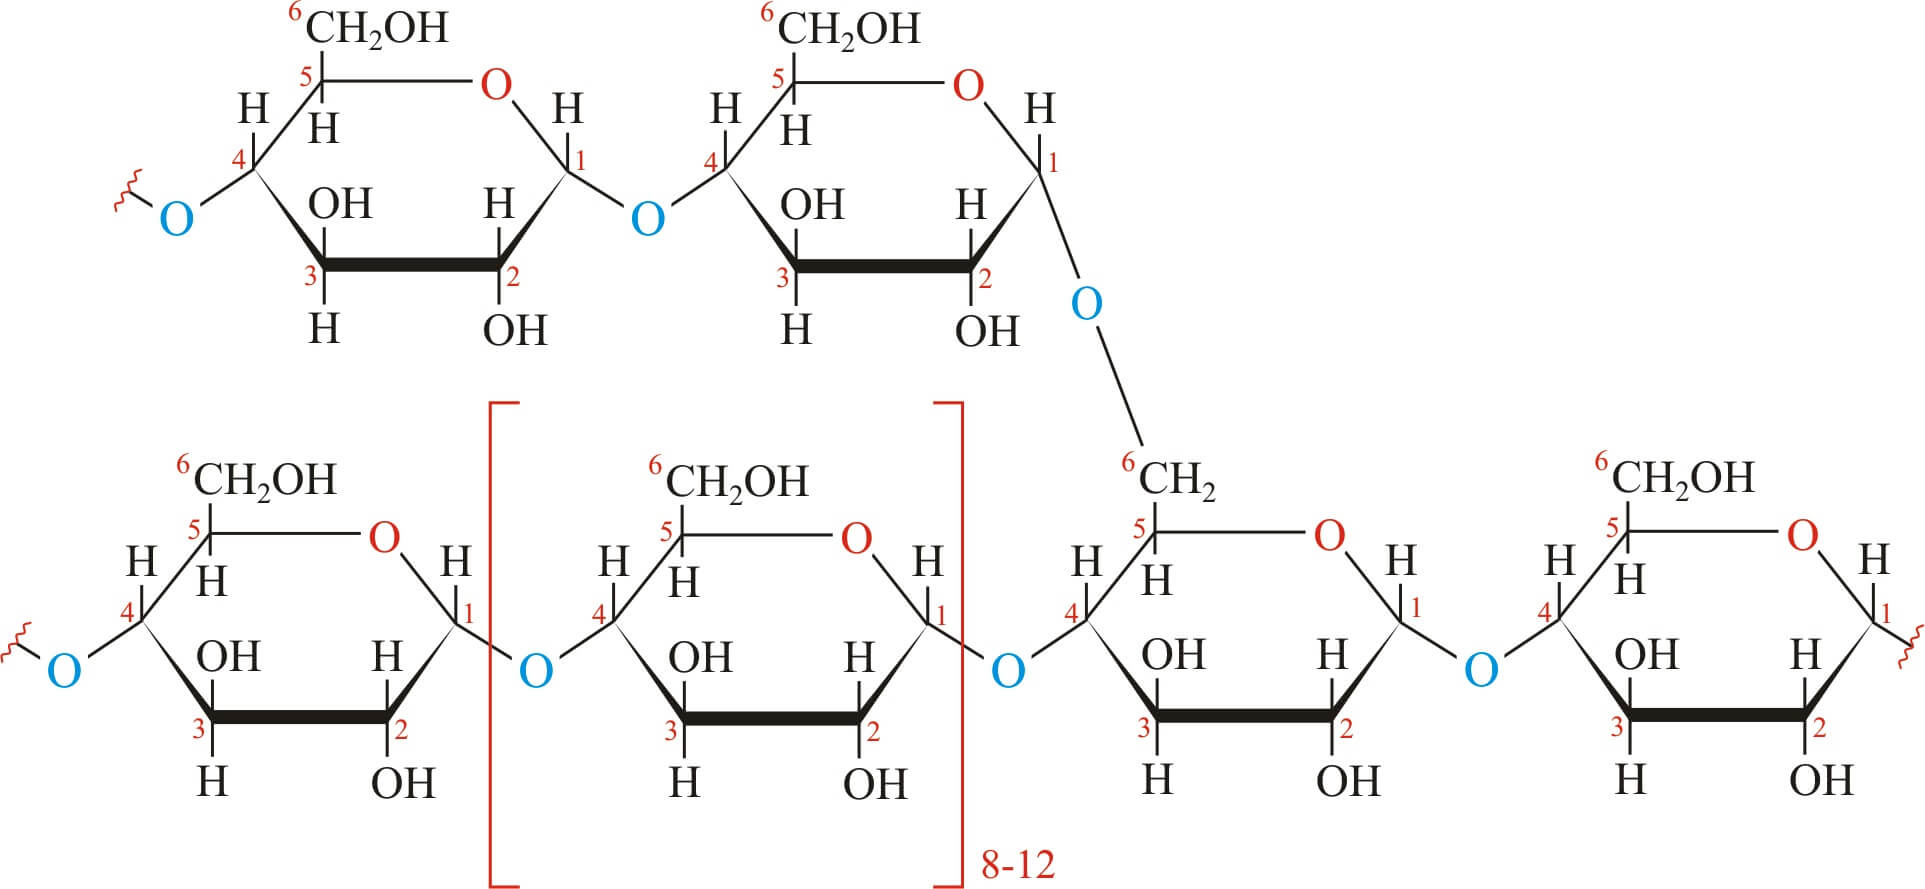 6CH2OH 6CH2OH
5 O 5 O
H H H H
H H
4 1 4 1
OH H OH H
O O
3 2 3 2
H OH H OH
O
6CH2OH 6CH2OH 6CH2 6CH2OH
5 O 5 O 5 O 5 O
H H H H H H H H
H H H H
4 1 4 1 4 1 4 1
OH H OH H OH H OH H
O O O O
3 2 3 2 3 2 3 2
H OH H OH H OH H OH
8-12